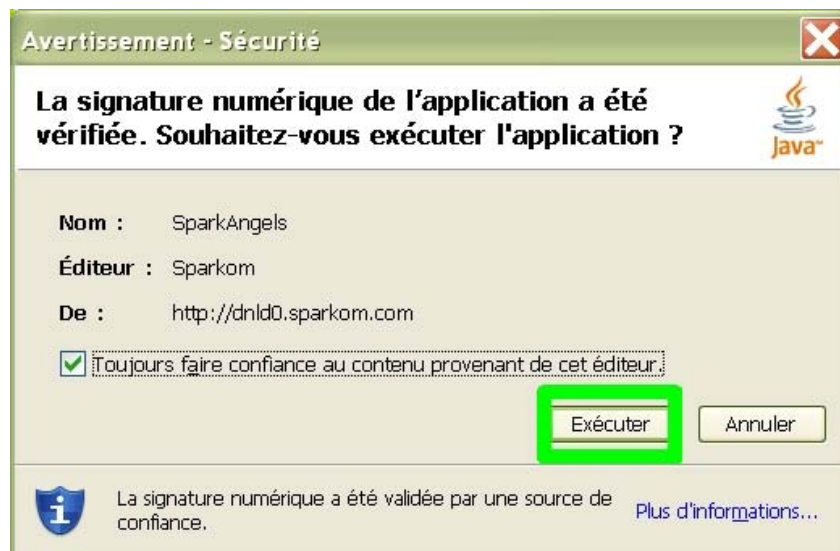 Avertissement - Sécurité
La signature numérique de l'application a été
vérifiée. Souhaitez-vous exécuter l'application ?
Java™
Nom : SparkAngels
Éditeur : Sparkom
De : http://dnld0.sparkom.com
Toujours faire confiance au contenu provenant de cet éditeur.
Exécuter Annuler
La signature numérique a été validée par une source de
confiance.
Plus d'informations...